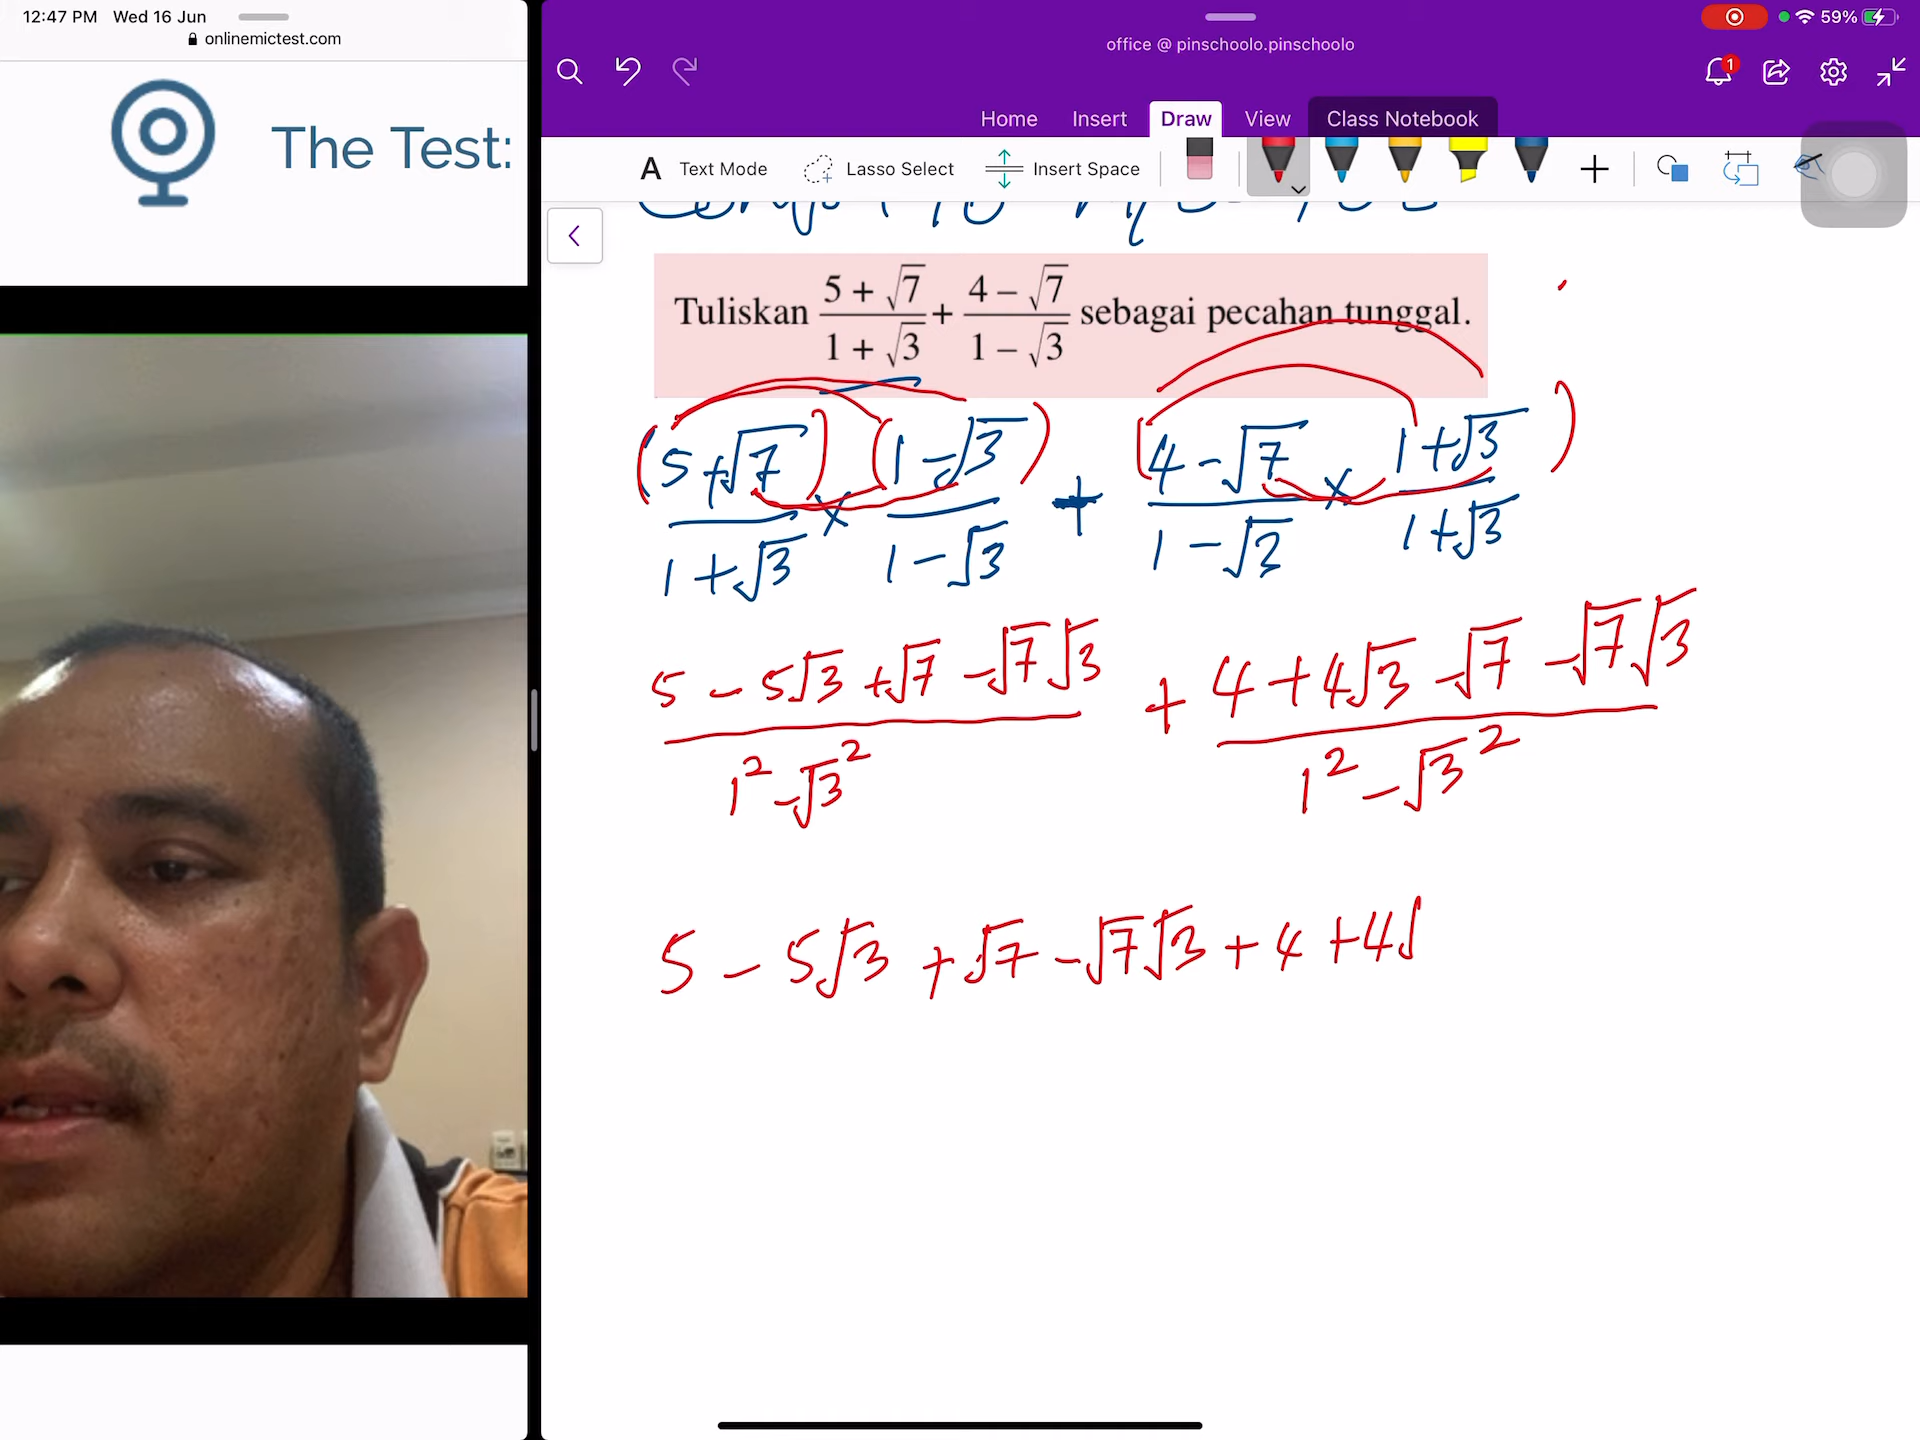 12:47 PM Wed 16 Jun
onlinemictest.com
The Test:
59%
office @ pinschoolo.pinschoolo
1
Home Insert Draw View Class Notebook
A Text Mode Lasso Select Insert Space
Tuliskan (5 + √7)/(1 + √3) + (4 – √7)/(1 – √3) sebagai pecahan tunggal.
(5+√7) (1-√3) + (4-√7 x 1+√3)
1+√3 x 1-√3 1-√3 1+√3
5 - 5√3 +√7 -√7√3 + 4+4√3 -√7 -√7√3
1² -√3² 1² -√3²
5 - 5√3 +√7 -√7√3 + 4 +4√